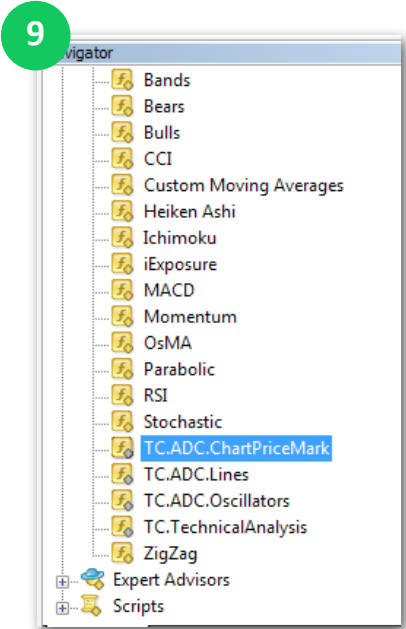 9
vigator
Bands
Bears
Bulls
CCI
Custom Moving Averages
Heiken Ashi
Ichimoku
iExposure
MACD
Momentum
OsMA
Parabolic
RSI
Stochastic
TC.ADC.ChartPriceMark
TC.ADC.Lines
TC.ADC.Oscillators
TC.TechnicalAnalysis
ZigZag
Expert Advisors
Scripts